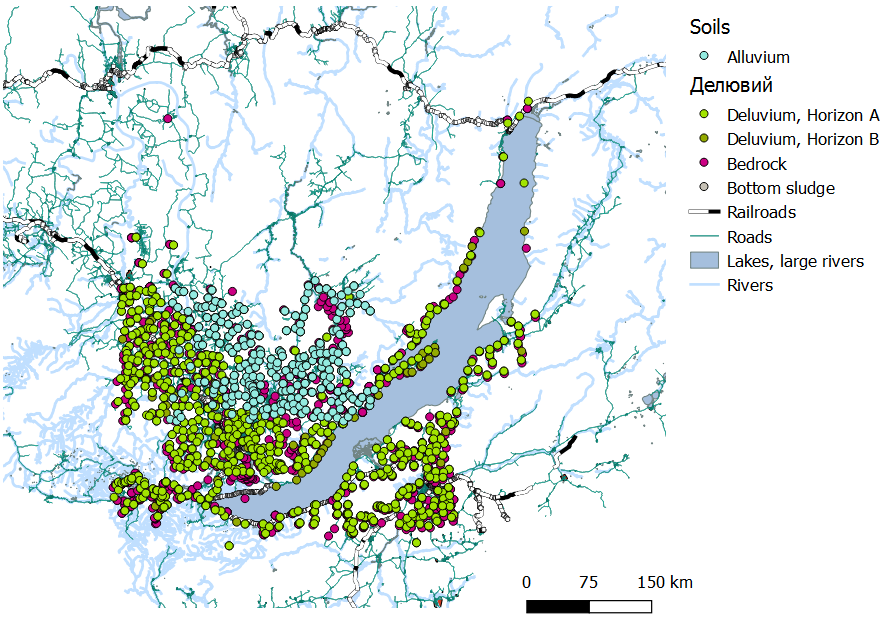 Soils
Alluvium
Делювий
Deluvium, Horizon A
Deluvium, Horizon B
Bedrock
Bottom sludge
Railroads
Roads
Lakes, large rivers
Rivers
0 75 150 km